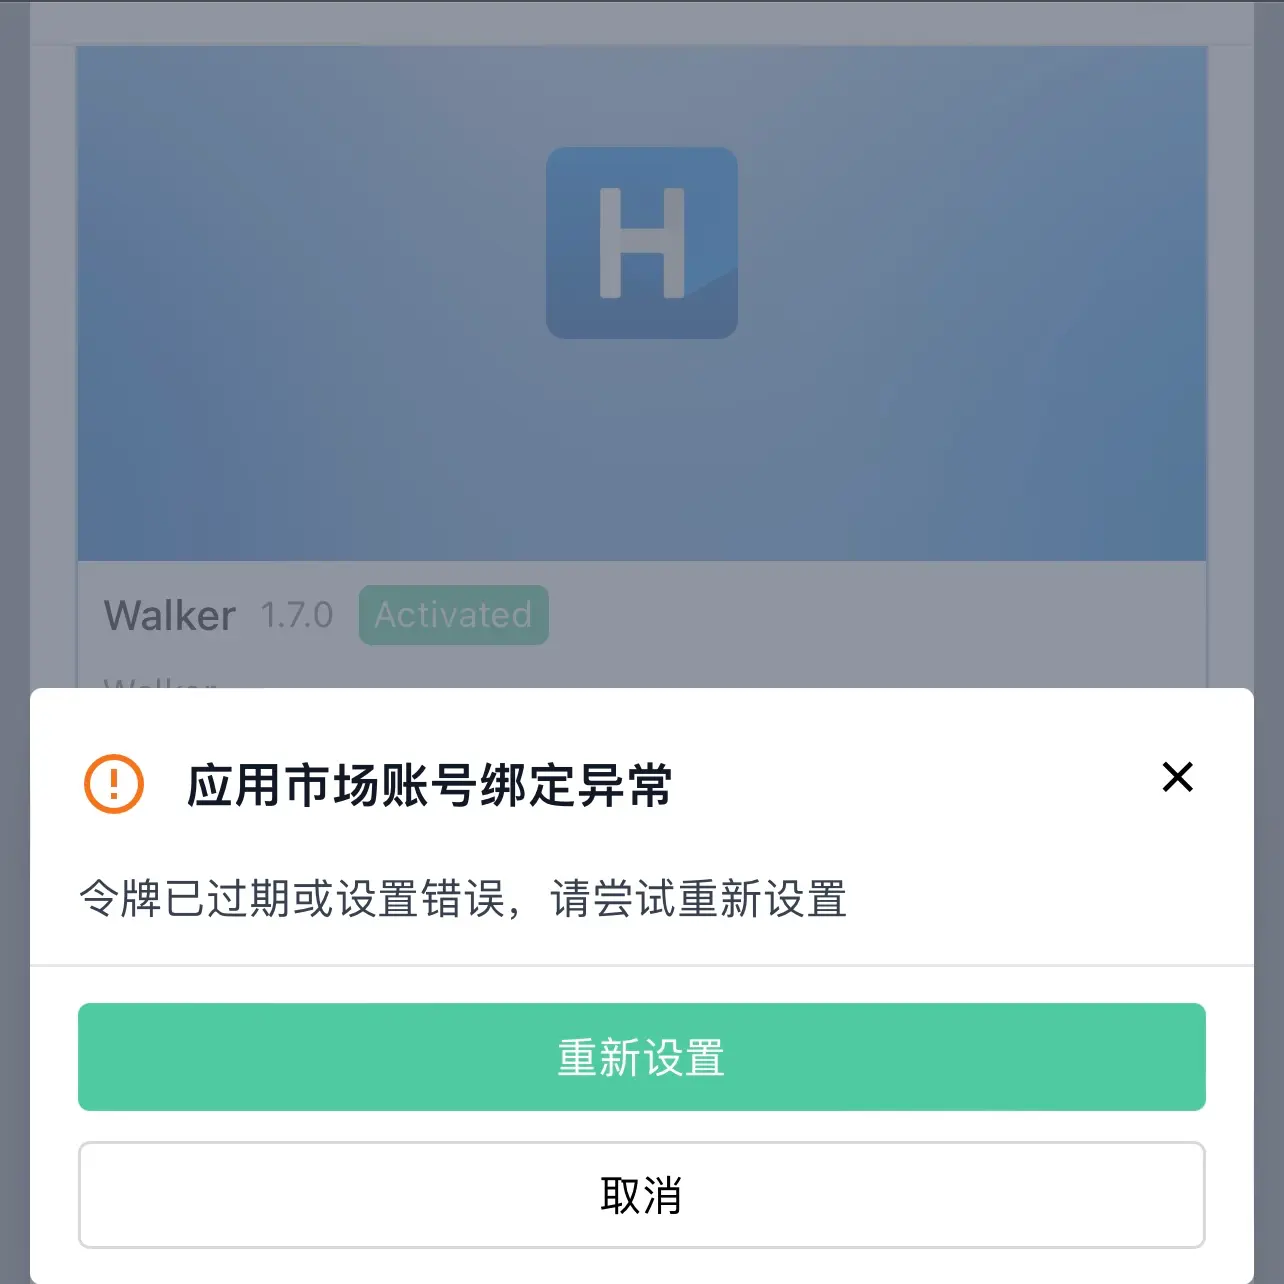 H
Walker 1.7.0 Activated
Walker
应用市场账号绑定异常
令牌已过期或设置错误，请尝试重新设置
重新设置
取消